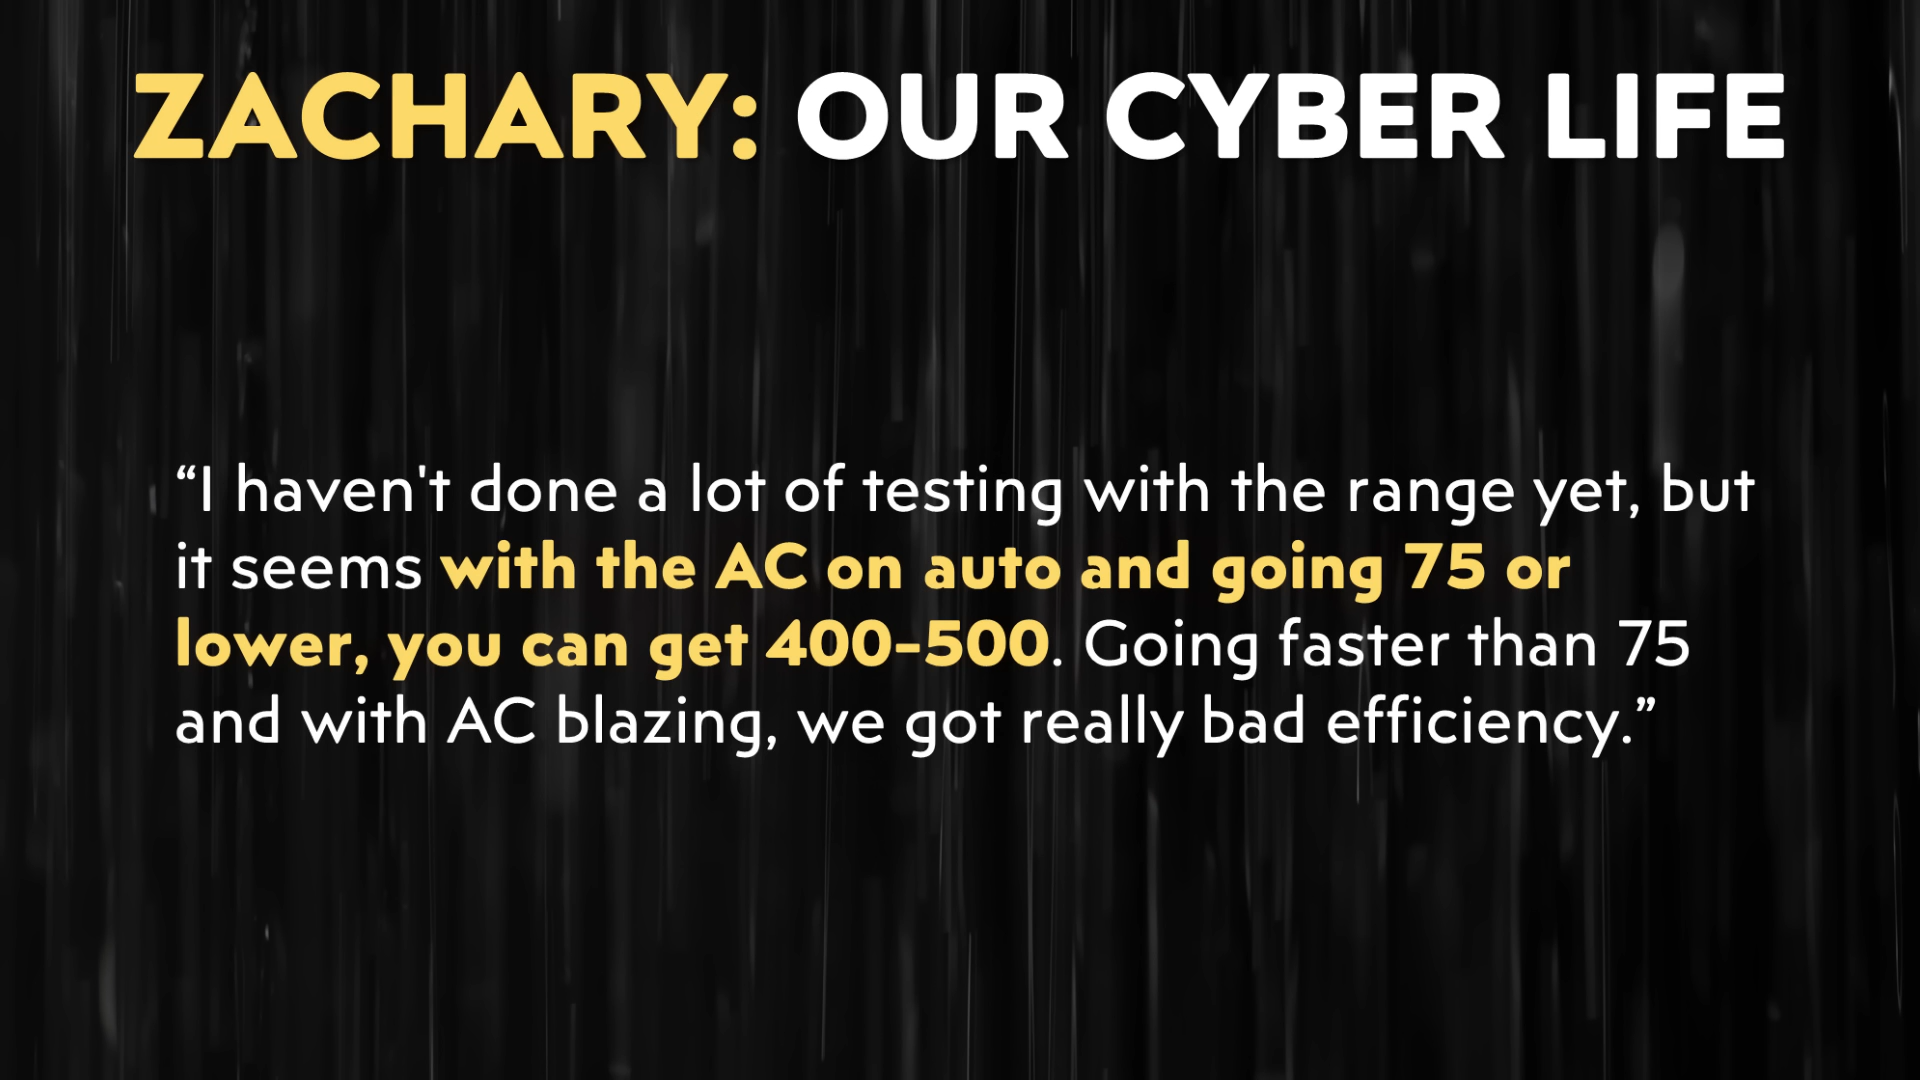 ZACHARY: OUR CYBER LIFE
“I haven't done a lot of testing with the range yet, but
it seems with the AC on auto and going 75 or
lower, you can get 400-500. Going faster than 75
and with AC blazing, we got really bad efficiency.”